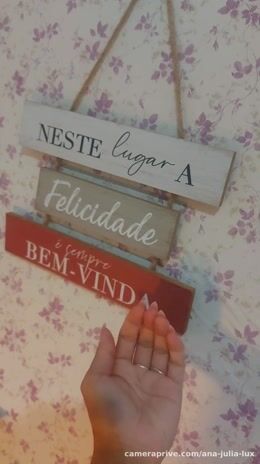 NESTE lugar A
Felicidade
é sempre
BEM-VINDA
cameraprive.com/ana-julia-lux